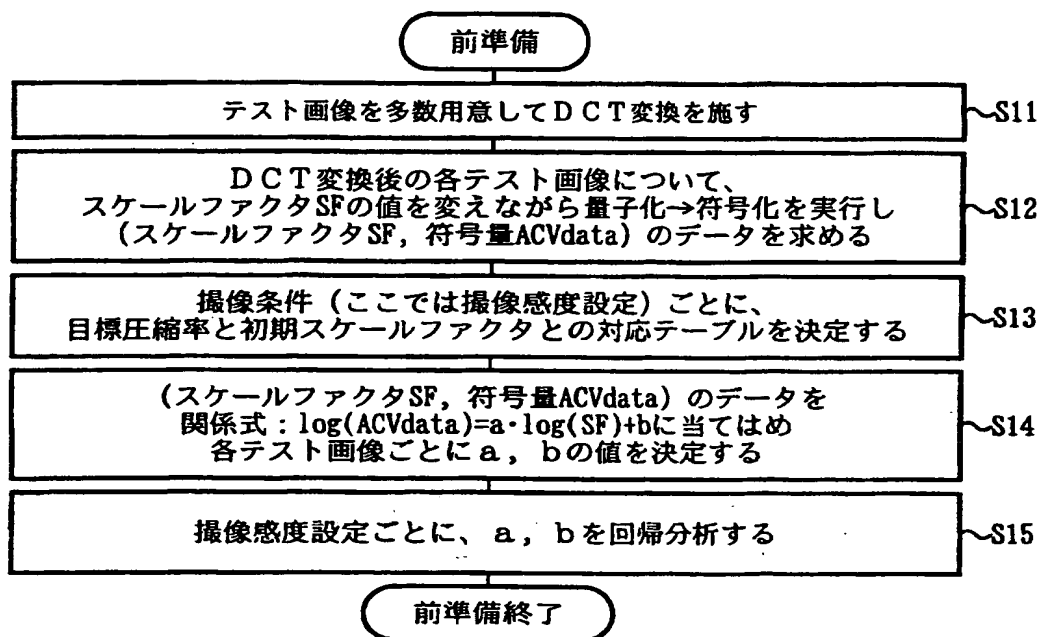 前準備
テスト画像を多数用意してＤＣＴ変換を施す
S11
ＤＣＴ変換後の各テスト画像について、
スケールファクタSFの値を変えながら量子化→符号化を実行し
(スケールファクタSF, 符号量ACVdata) のデータを求める
S12
撮像条件 (ここでは撮像感度設定) ごとに、
目標圧縮率と初期スケールファクタとの対応テーブルを決定する
S13
(スケールファクタSF, 符号量ACVdata) のデータを
関係式：log(ACVdata)=a·log(SF)+bに当てはめ
各テスト画像ごとにａ, ｂの値を決定する
S14
撮像感度設定ごとに、ａ, ｂを回帰分析する
S15
前準備終了